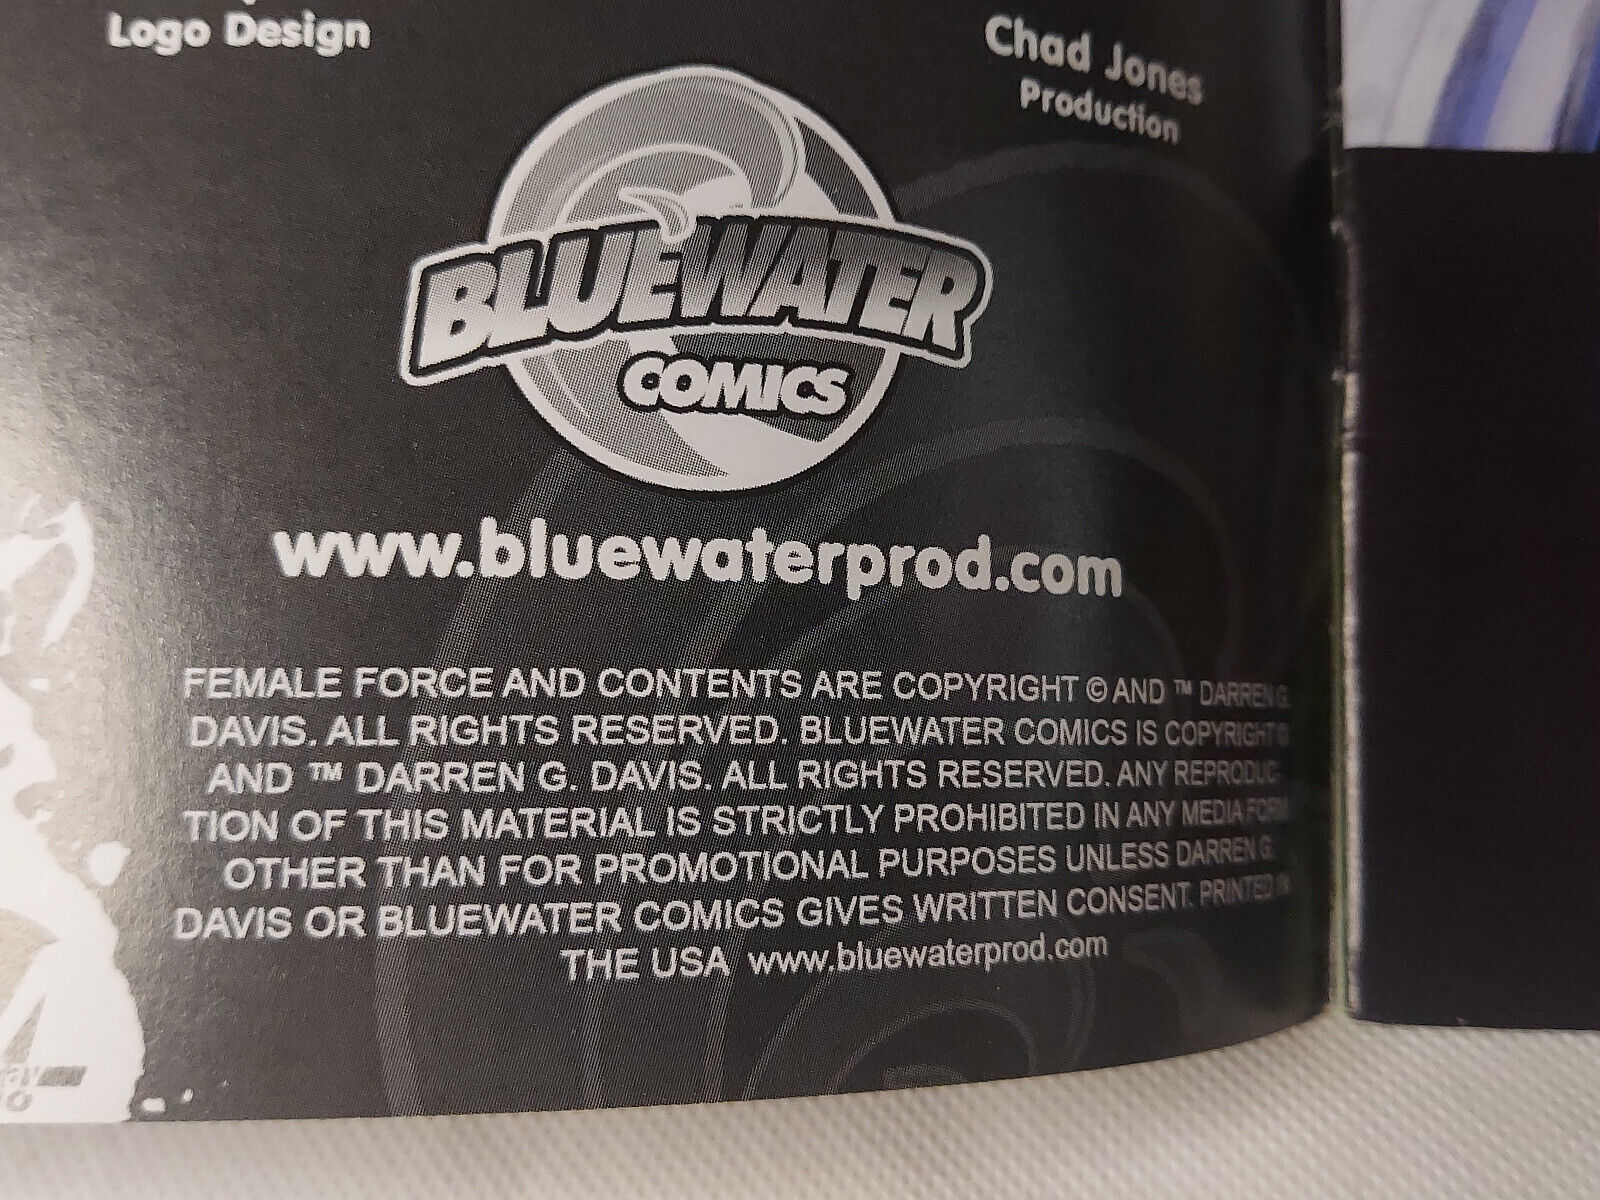 Logo Design
Chad Jones
Production
BLUEWATER
COMICS
www.bluewaterprod.com
FEMALE FORCE AND CONTENTS ARE COPYRIGHT © AND ™ DARREN G.
DAVIS. ALL RIGHTS RESERVED. BLUEWATER COMICS IS COPYRIGHT ©
AND ™ DARREN G. DAVIS. ALL RIGHTS RESERVED. ANY REPRODUC-
TION OF THIS MATERIAL IS STRICTLY PROHIBITED IN ANY MEDIA FORM
OTHER THAN FOR PROMOTIONAL PURPOSES UNLESS DARREN G.
DAVIS OR BLUEWATER COMICS GIVES WRITTEN CONSENT. PRINTED IN
THE USA www.bluewaterprod.com